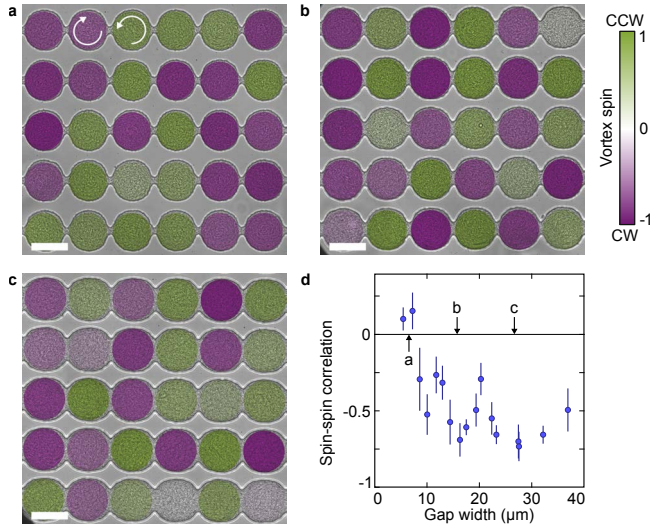 a
b
CCW
1
0
-1
CW
Vortex spin
c
d
0
-0.5
-1
Spin-spin correlation
b
c
a
0
10
20
30
40
Gap width (μm)